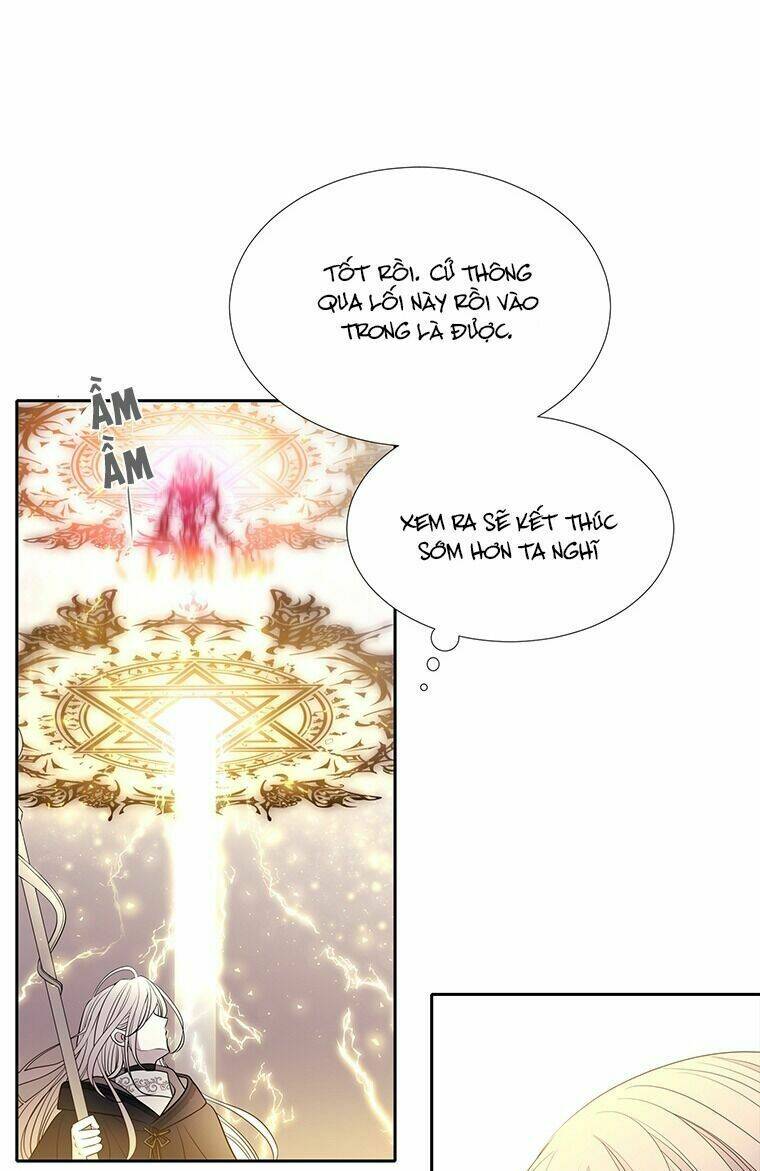 TỐT RỒI. CỨ THÔNG
QUA LỐI NÀY RỒI VÀO
TRONG LÀ ĐƯỢC.
ẦM
ẦM
XEM RA SẼ KẾT THÚC
SỚM HƠN TA NGHĨ